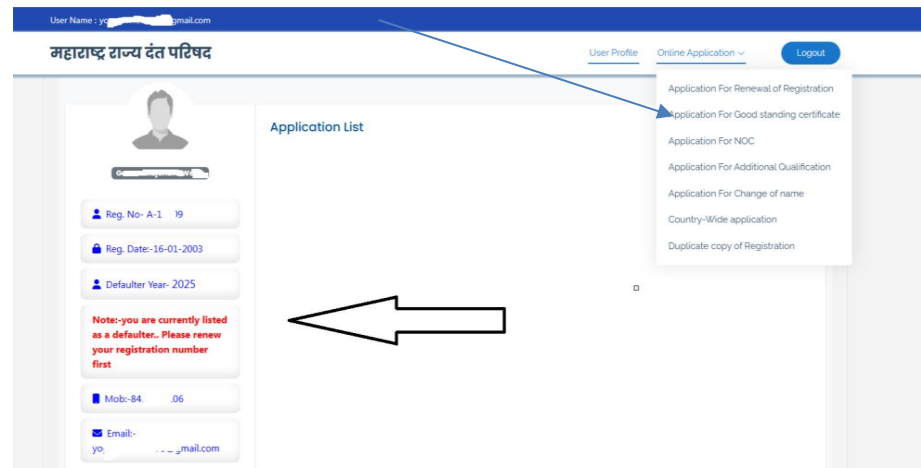 User Name : yo gmail.com
महाराष्ट्र राज्य दंत परिषद
User Profile
Online Application
Logout
Application For Renewal of Registration
Application For Good standing certificate
Application For NOC
Application For Additional Qualification
Application For Change of name
Country-Wide application
Duplicate copy of Registration
Application List
Reg. No- A-1 9
Reg. Date:-16-01-2003
Defaulter Year- 2025
Note:-you are currently listed
as a defaulter.. Please renew
your registration number
first
Mob:-84. .06
Email:-
yo gmail.com